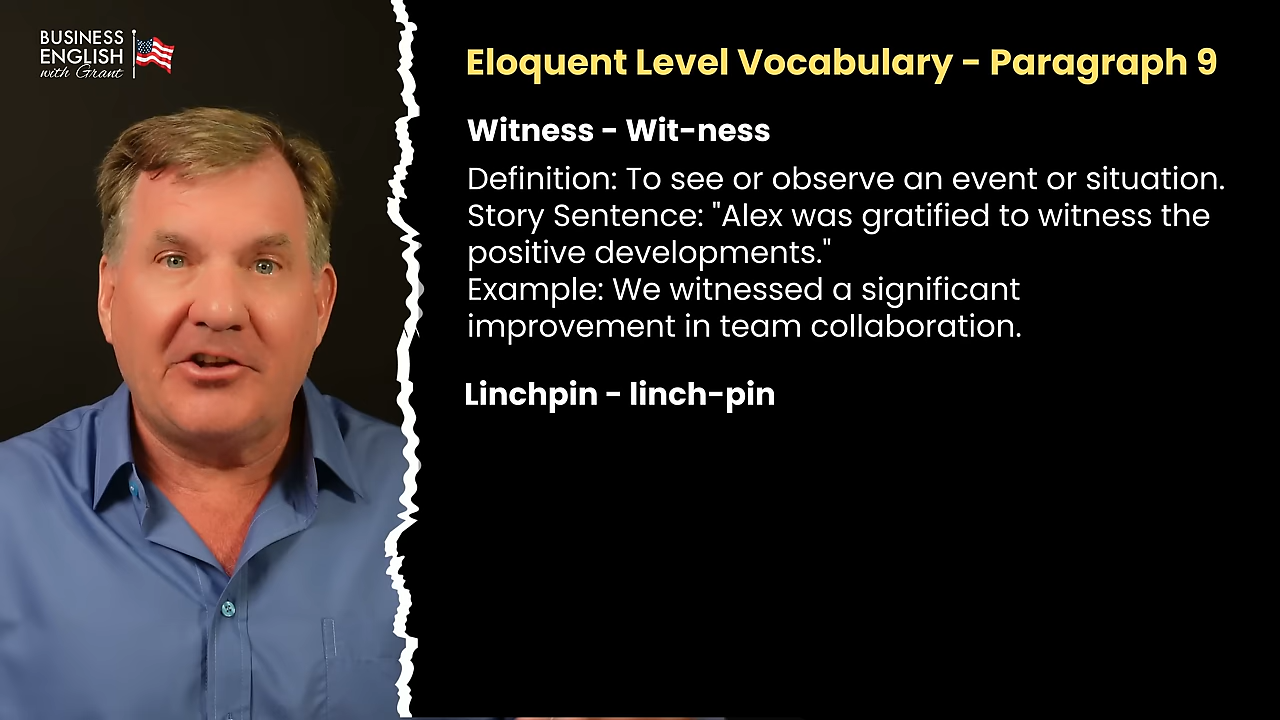 BUSINESS
ENGLISH
with Grant
Eloquent Level Vocabulary - Paragraph 9
Witness - Wit-ness
Definition: To see or observe an event or situation.
Story Sentence: "Alex was gratified to witness the
positive developments."
Example: We witnessed a significant
improvement in team collaboration.
Linchpin - linch-pin